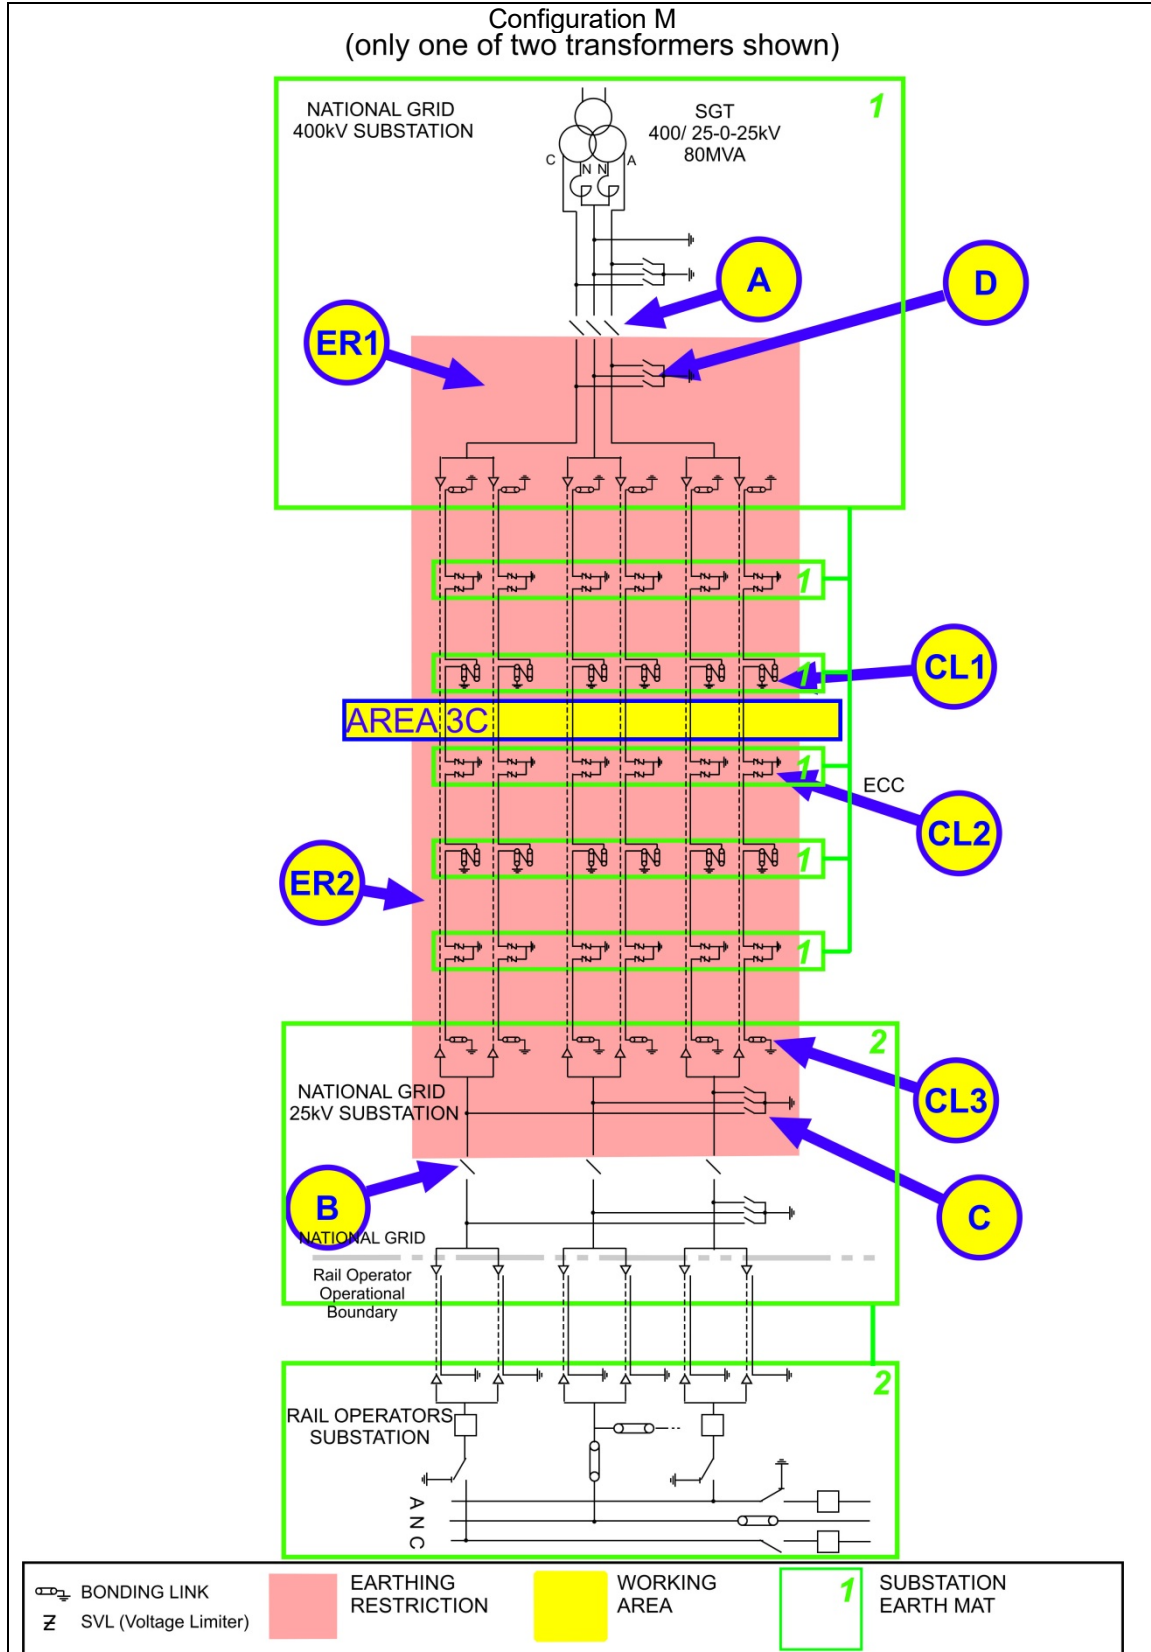 Configuration M
(only one of two transformers shown)
NATIONAL GRID
400kV SUBSTATION
SGT
400/ 25-0-25kV
80MVA
1
C
N N
A
A
D
ER1
1
CL1
1
AREA 3C
1
ECC
CL2
1
ER2
1
2
NATIONAL GRID
25kV SUBSTATION
CL3
B
C
NATIONAL GRID
Rail Operator
Operational
Boundary
2
RAIL OPERATORS
SUBSTATION
A
N
C
BONDING LINK
SVL (Voltage Limiter)
EARTHING
RESTRICTION
WORKING
AREA
1
SUBSTATION
EARTH MAT